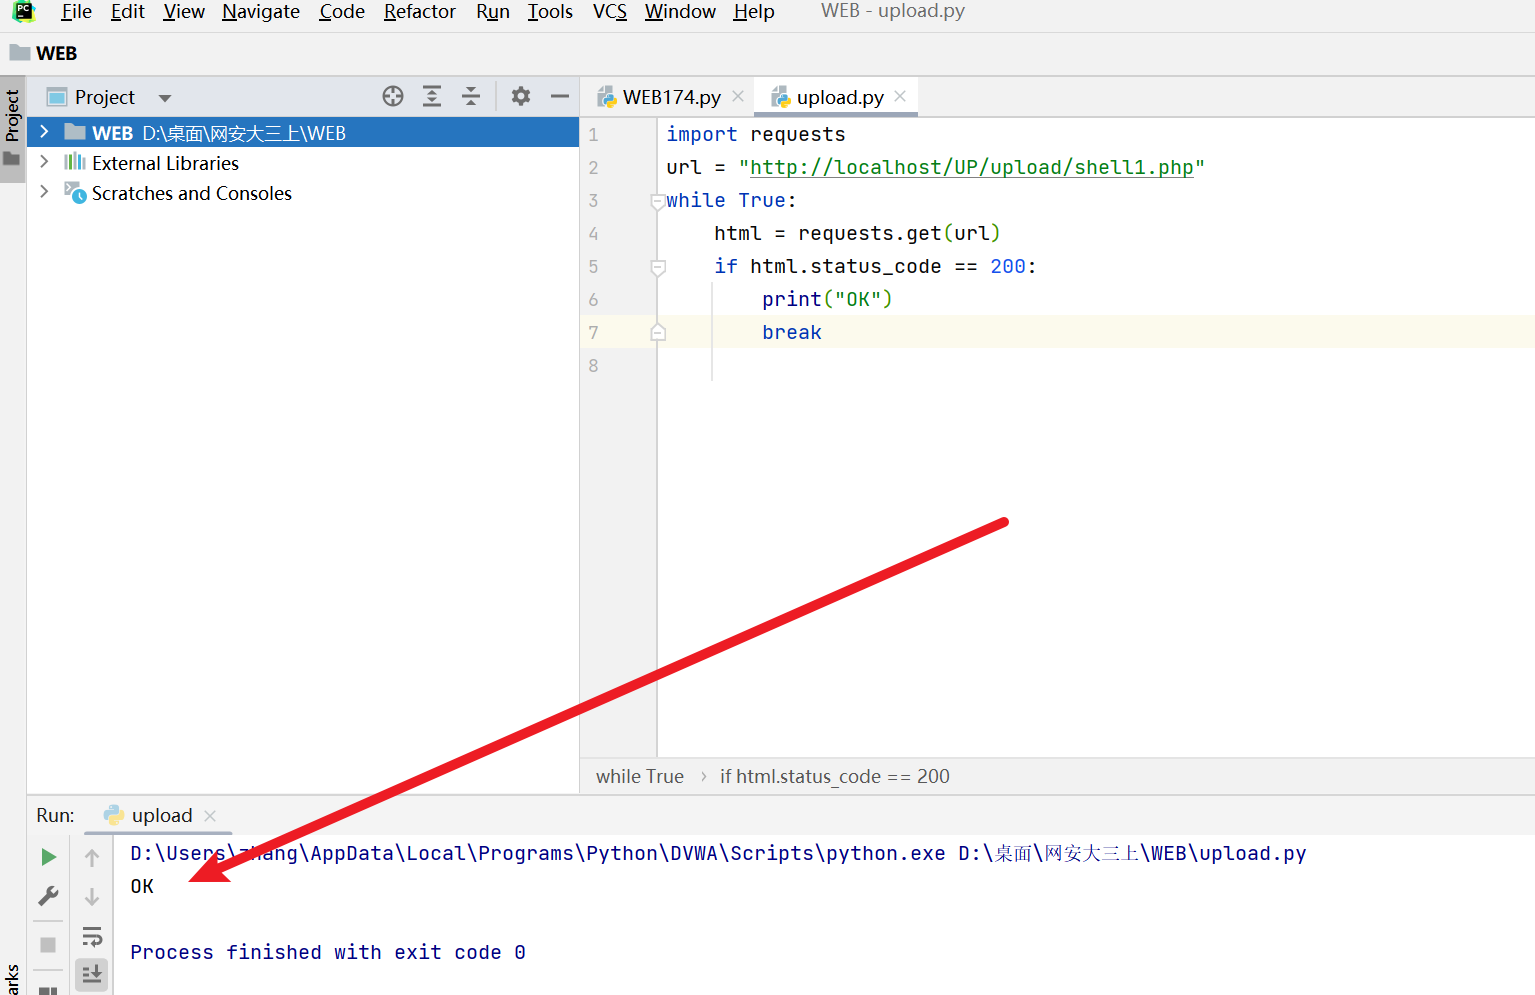 PC
File Edit View Navigate Code Refactor Run Tools VCS Window Help WEB - upload.py
WEB
Project
Project
WEB174.py
upload.py
WEB D:\桌面\网安大三上\WEB
External Libraries
Scratches and Consoles
1 import requests
2 url = "http://localhost/UP/upload/shell1.php"
3 while True:
4 html = requests.get(url)
5 if html.status_code == 200:
6 print("OK")
7 break
8
while True › if html.status_code == 200
Run: upload
D:\Users\zhang\AppData\Local\Programs\Python\DVWA\Scripts\python.exe D:\桌面\网安大三上\WEB\upload.py
OK
Process finished with exit code 0
arks